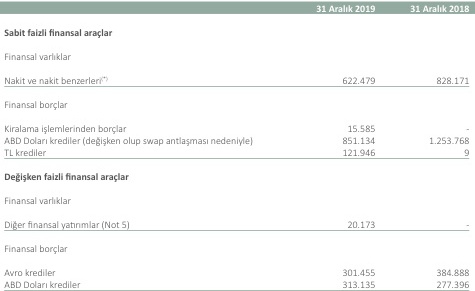 31 Aralık 2019 31 Aralık 2018
Sabit faizli finansal araçlar
Finansal varlıklar
Nakit ve nakit benzerleri(*) 622.479 828.171
Finansal borçlar
Kiralama işlemlerinden borçlar 15.585 -
ABD Doları krediler (değişken olup swap antlaşması nedeniyle) 851.134 1.253.768
TL krediler 121.946 9
Değişken faizli finansal araçlar
Finansal varlıklar
Diğer finansal yatırımlar (Not 5) 20.173 -
Finansal borçlar
Avro krediler 301.455 384.888
ABD Doları krediler 313.135 277.396